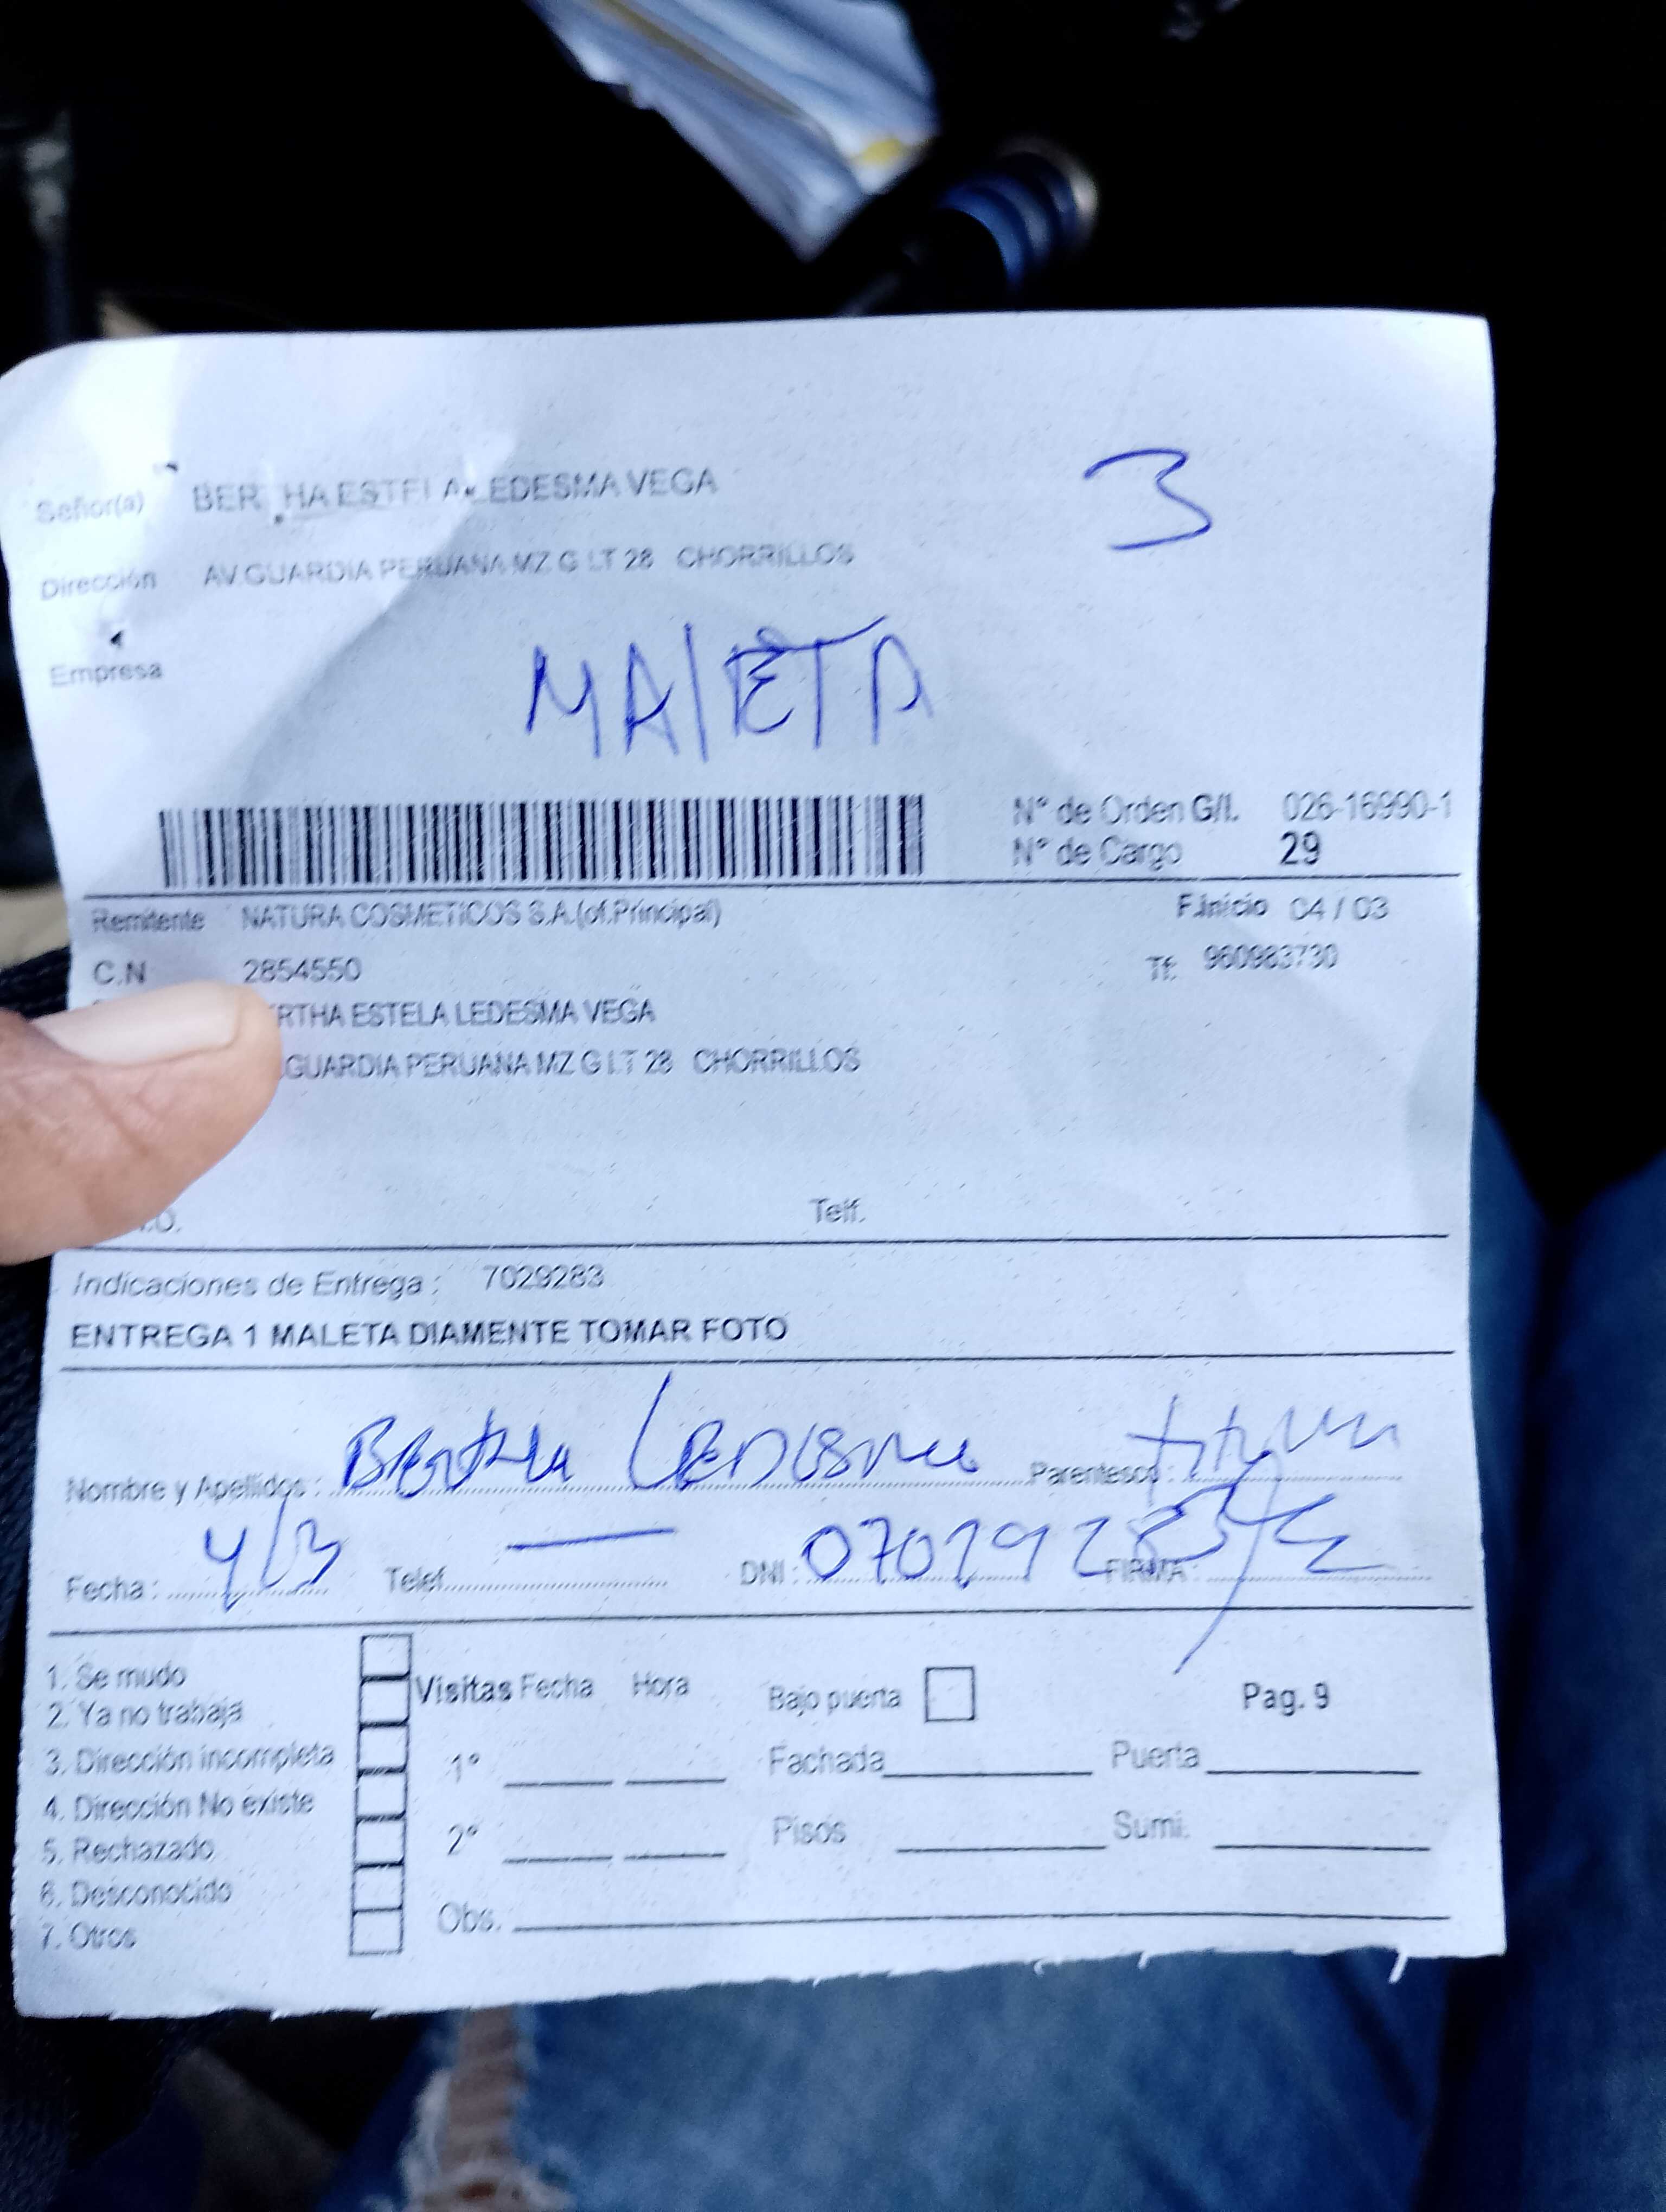 3
Señor(a) BERTHA ESTELA LEDESMA VEGA
Dirección AV.GUARDIA PERUANA MZ G LT 28 CHORRILLOS
Empresa
MAlETA
N° de Orden G/I. 026-16990-1
N° de Cargo 29
Remitente NATURA COSMETICOS S.A.(of.Principal) F.Inicio 04 / 03
C.N 2854550 Tf: 960983730
RTHA ESTELA LEDESMA VEGA
.GUARDIA PERUANA MZ G LT 28 CHORRILLOS
.O. Telf.
Indicaciones de Entrega : 7029283
ENTREGA 1 MALETA DIAMENTE TOMAR FOTO
Nombre y Apellidos : Bertha Ledesma Parentesco :
Fecha : 4/3 Telef. — DNI : 07029283 FIRMA :
1. Se mudo
2. Ya no trabaja
3. Dirección incompleta
4. Dirección No existe
5. Rechazado
6. Desconocido
7. Otros
Visitas Fecha Hora Bajo puerta Pag. 9
1° Fachada Puerta
2° Pisos Sumi.
Obs.